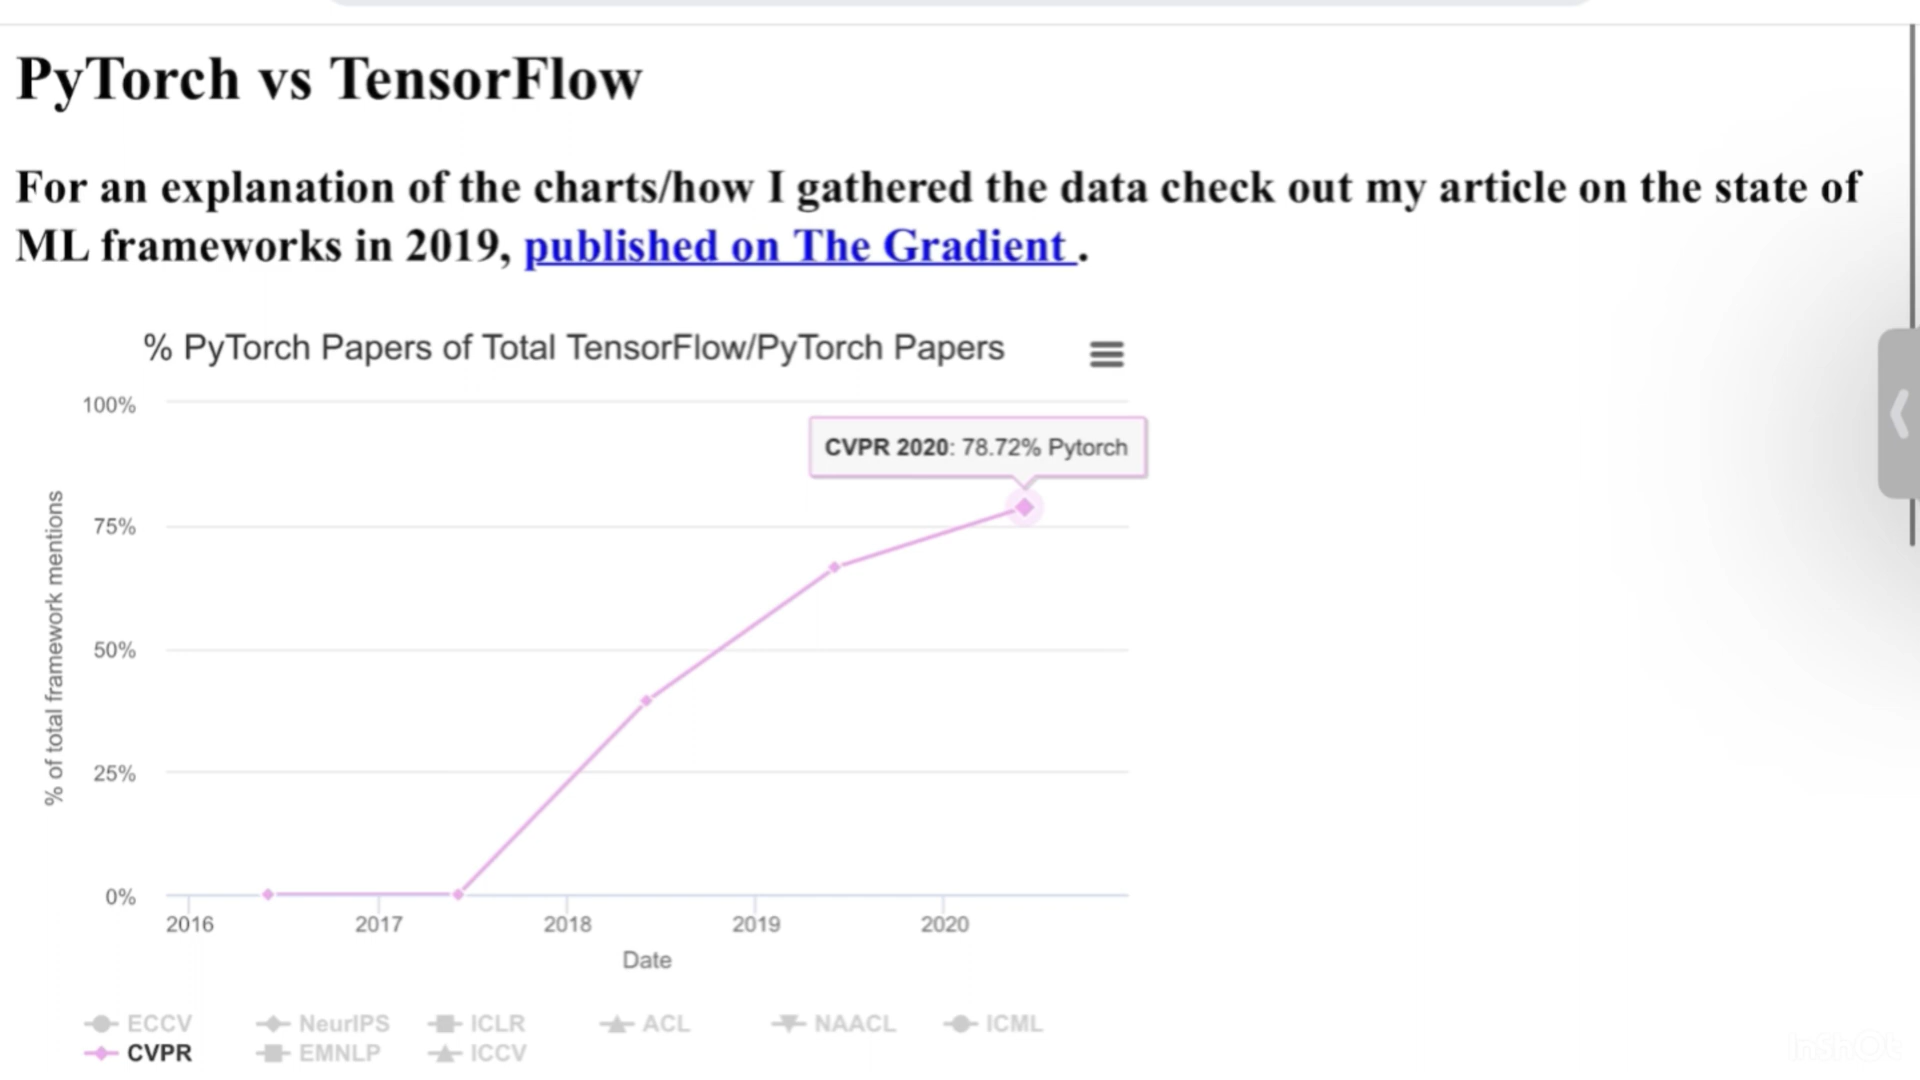 PyTorch vs TensorFlow
For an explanation of the charts/how I gathered the data check out my article on the state of
ML frameworks in 2019, published on The Gradient .
% PyTorch Papers of Total TensorFlow/PyTorch Papers
100%
CVPR 2020: 78.72% Pytorch
75%
50%
25%
0%
% of total framework mentions
2016 2017 2018 2019 2020
Date
ECCV NeurIPS ICLR ACL NAACL ICML
CVPR EMNLP ICCV
InShOt